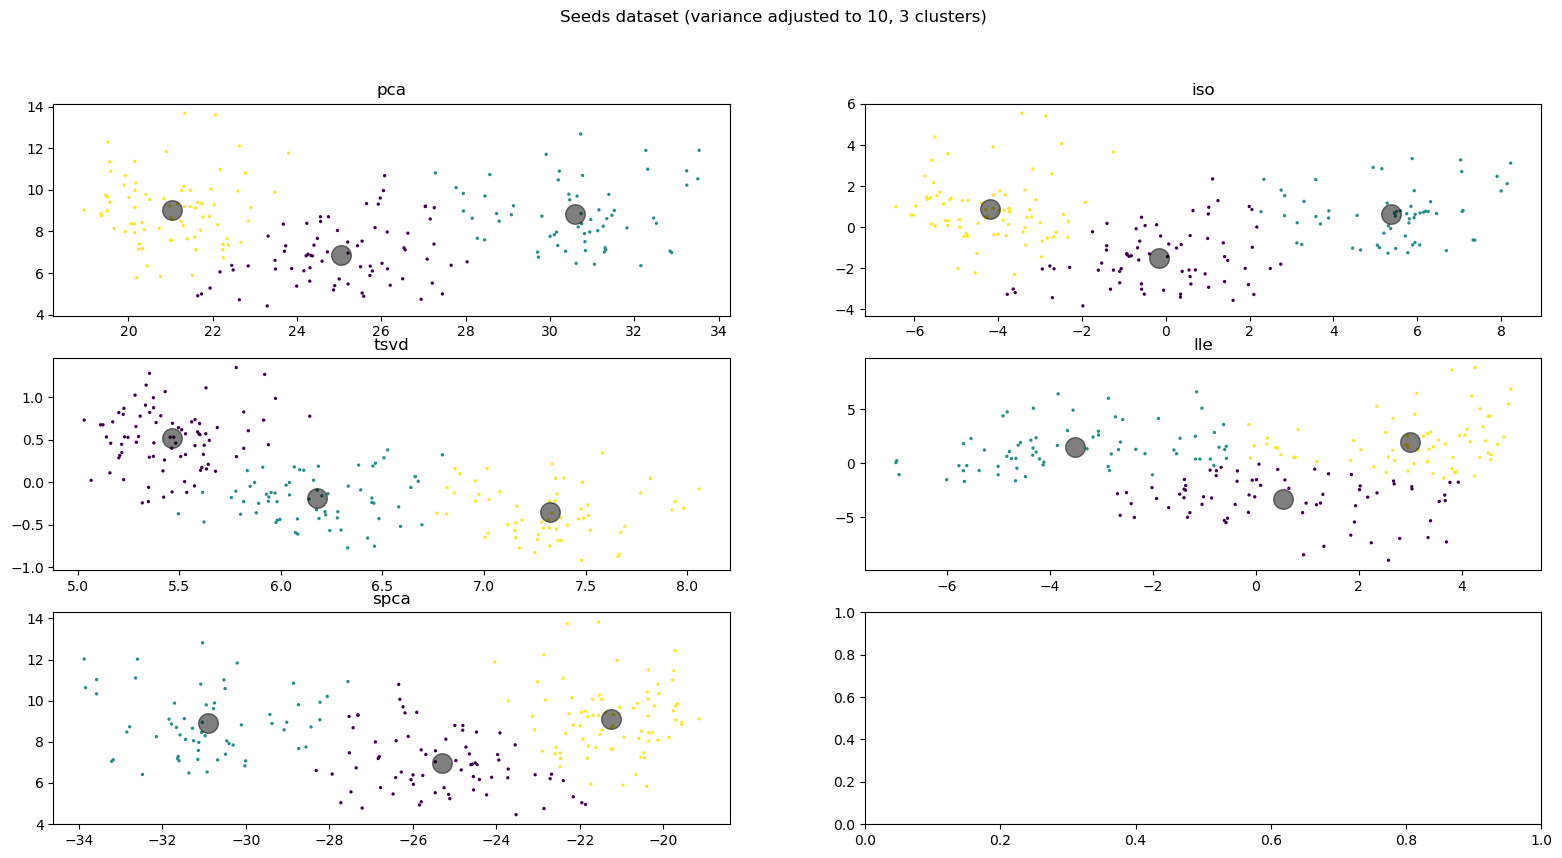 Seeds dataset (variance adjusted to 10, 3 clusters)
pca
14
12
10
8
6
4
20 22 24 26 28 30 32 34
iso
6
4
2
0
−2
−4
−6 −4 −2 0 2 4 6 8
tsvd
1.0
0.5
0.0
−0.5
−1.0
5.0 5.5 6.0 6.5 7.0 7.5 8.0
lle
5
0
−5
−6 −4 −2 0 2 4
spca
14
12
10
8
6
4
−34 −32 −30 −28 −26 −24 −22 −20
1.0
0.8
0.6
0.4
0.2
0.0
0.0 0.2 0.4 0.6 0.8 1.0